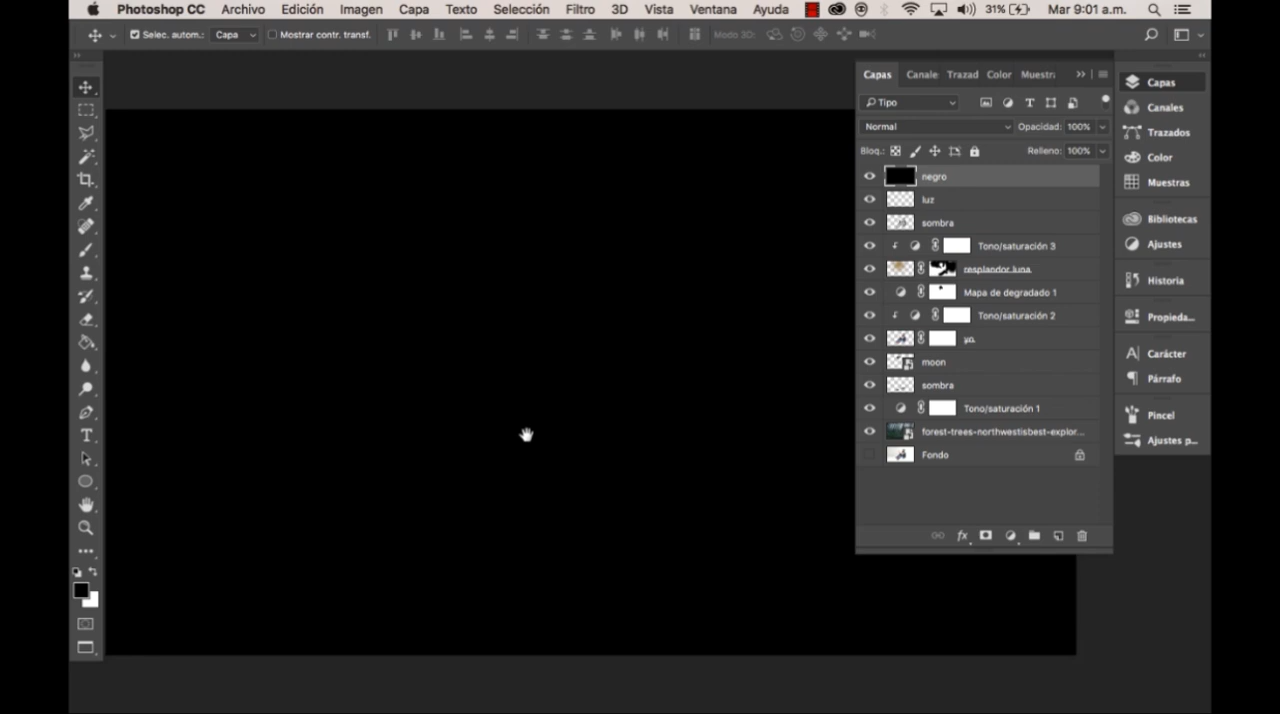 Photoshop CC Archivo Edición Imagen Capa Texto Selección Filtro 3D Vista Ventana Ayuda 31% Mar 9:01 a.m.
Selec. autom.: Capa Mostrar contr. transf. Modo 3D:
Capas Canale Trazad Color Muestra
Tipo
Normal Opacidad: 100%
Bloq.: Relleno: 100%
negro
luz
sombra
Tono/saturación 3
resplandor luna
Mapa de degradado 1
Tono/saturación 2
moon
sombra
Tono/saturación 1
forest-trees-northwestisbest-explor...
Fondo
fx
Capas
Canales
Trazados
Color
Muestras
Bibliotecas
Ajustes
Historia
Propieda...
Carácter
Párrafo
Pincel
Ajustes p...